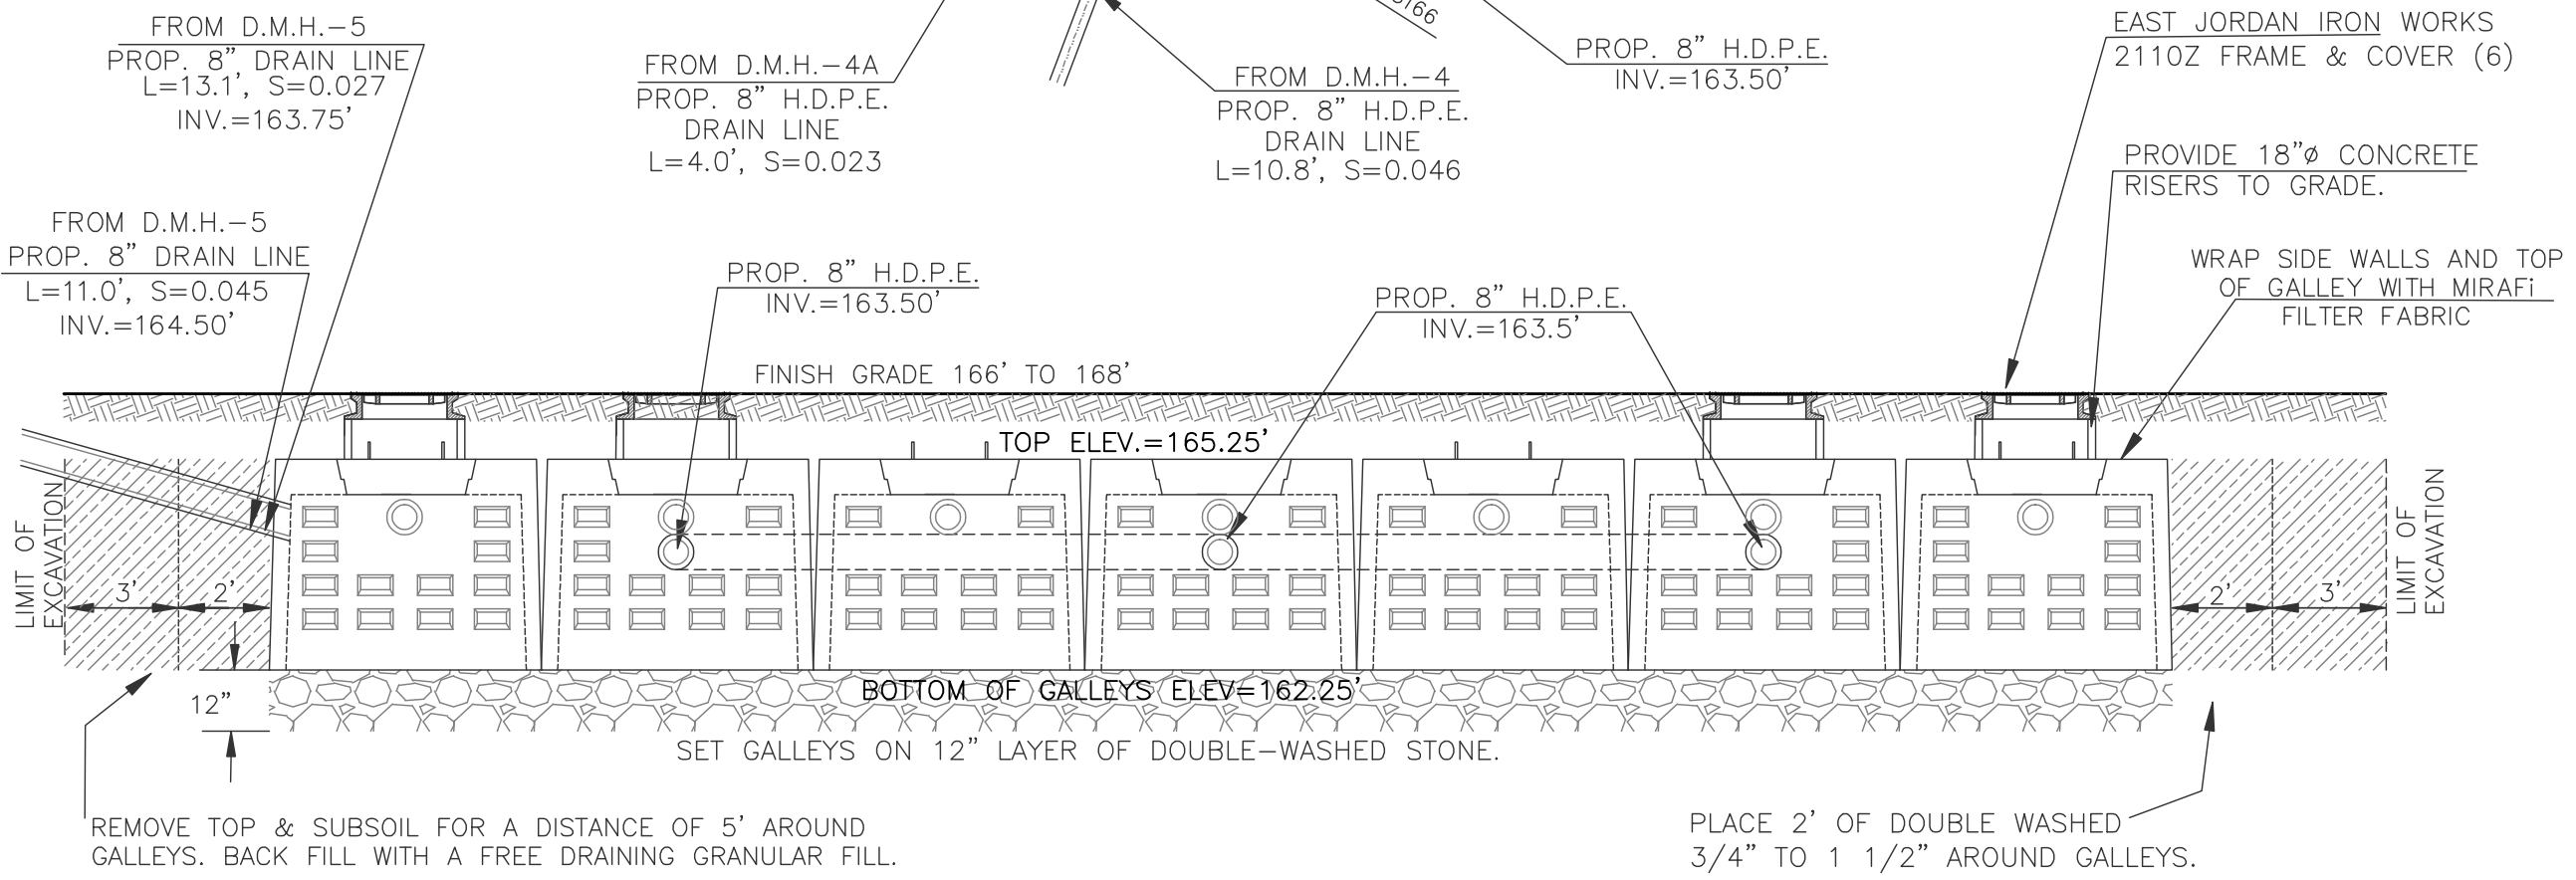 FROM D.M.H.-5
PROP. 8" DRAIN LINE
L=13.1', S=0.027
INV.=163.75'
FROM D.M.H.-4A
PROP. 8" H.D.P.E.
DRAIN LINE
L=4.0', S=0.023
FROM D.M.H.-4
PROP. 8" H.D.P.E.
DRAIN LINE
L=10.8', S=0.046
PROP. 8" H.D.P.E.
INV.=163.50'
EAST JORDAN IRON WORKS
2110Z FRAME & COVER (6)
PROVIDE 18"ø CONCRETE
RISERS TO GRADE.
FROM D.M.H.-5
PROP. 8" DRAIN LINE
L=11.0', S=0.045
INV.=164.50'
PROP. 8" H.D.P.E.
INV.=163.50'
PROP. 8" H.D.P.E.
INV.=163.5'
WRAP SIDE WALLS AND TOP
OF GALLEY WITH MIRAFi
FILTER FABRIC
FINISH GRADE 166' TO 168'
TOP ELEV.=165.25'
LIMIT OF
EXCAVATION
3'
2'
2'
3'
LIMIT OF
EXCAVATION
12"
BOTTOM OF GALLEYS ELEV=162.25'
SET GALLEYS ON 12" LAYER OF DOUBLE-WASHED STONE.
REMOVE TOP & SUBSOIL FOR A DISTANCE OF 5' AROUND
GALLEYS. BACK FILL WITH A FREE DRAINING GRANULAR FILL.
PLACE 2' OF DOUBLE WASHED
3/4" TO 1 1/2" AROUND GALLEYS.